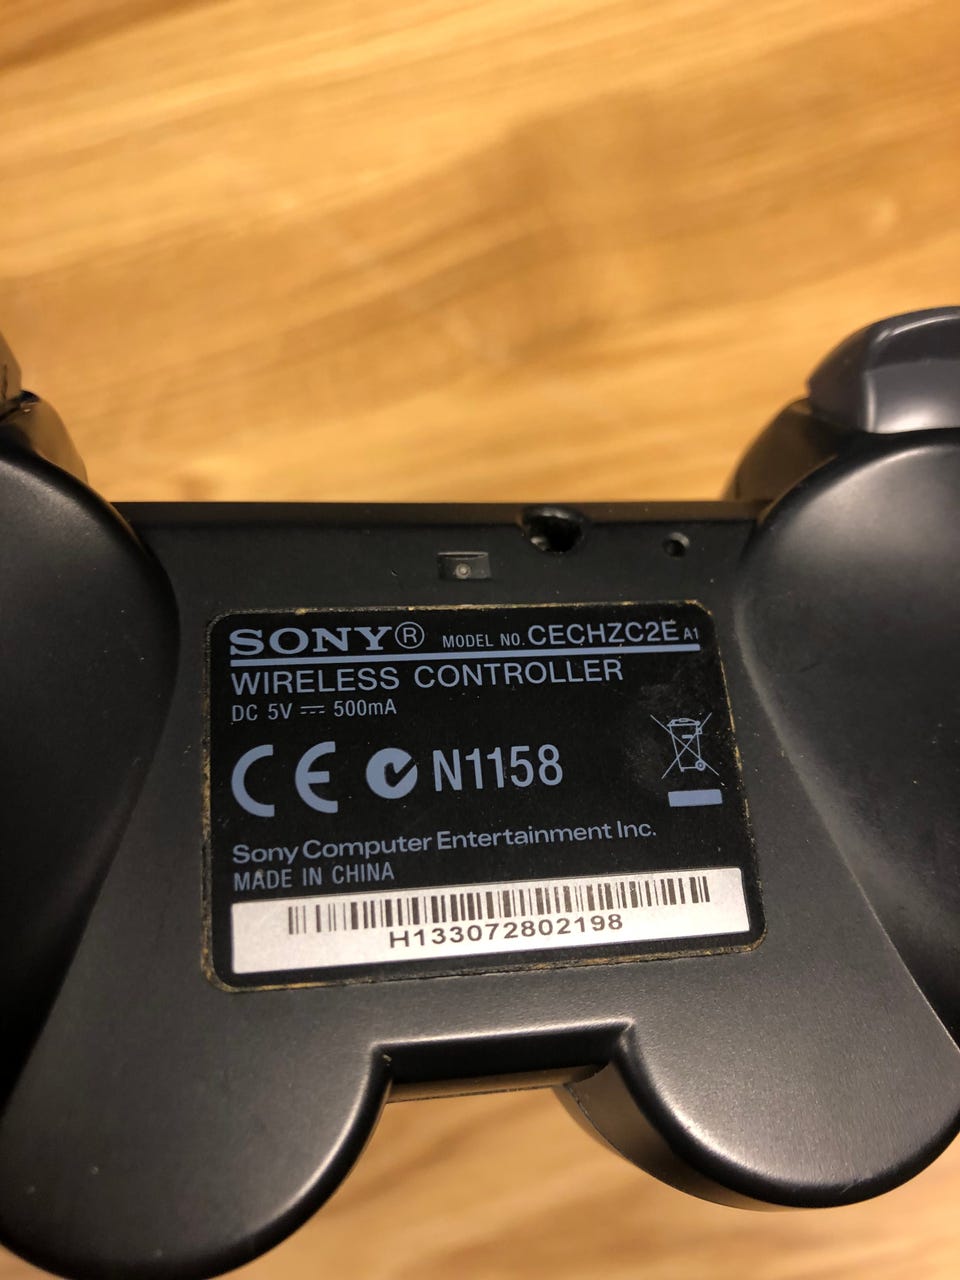 SONY® MODEL NO. CECHZC2E A1
WIRELESS CONTROLLER
DC 5V ⎓ 500mA
CE N1158
Sony Computer Entertainment Inc.
MADE IN CHINA
H133072802198